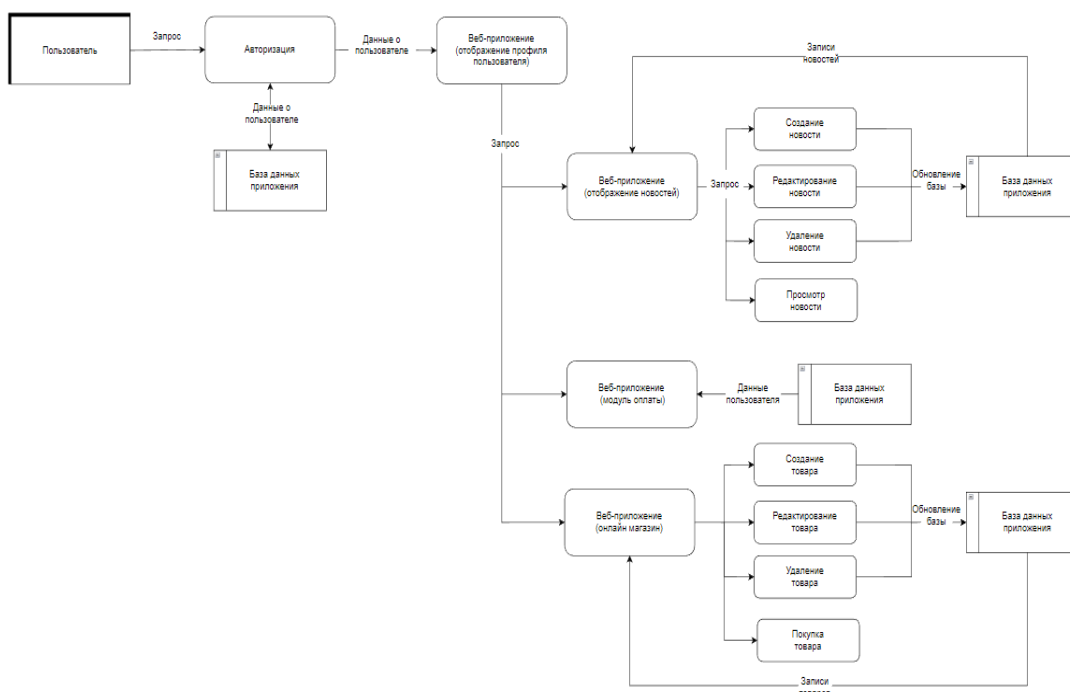 Пользователь
Запрос
Авторизация
Данные о
пользователе
Веб-приложение
(отображение профиля
пользователя)
Данные о
пользователе
База данных
приложения
Запрос
Записи
новостей
Веб-приложение
(отображение новостей)
Запрос
Создание
новости
Редактирование
новости
Удаление
новости
Просмотр
новости
Обновление
базы
База данных
приложения
Веб-приложение
(модуль оплаты)
Данные
пользователя
База данных
приложения
Веб-приложение
(онлайн магазин)
Создание
товара
Редактирование
товара
Удаление
товара
Покупка
товара
Обновление
базы
База данных
приложения
Записи